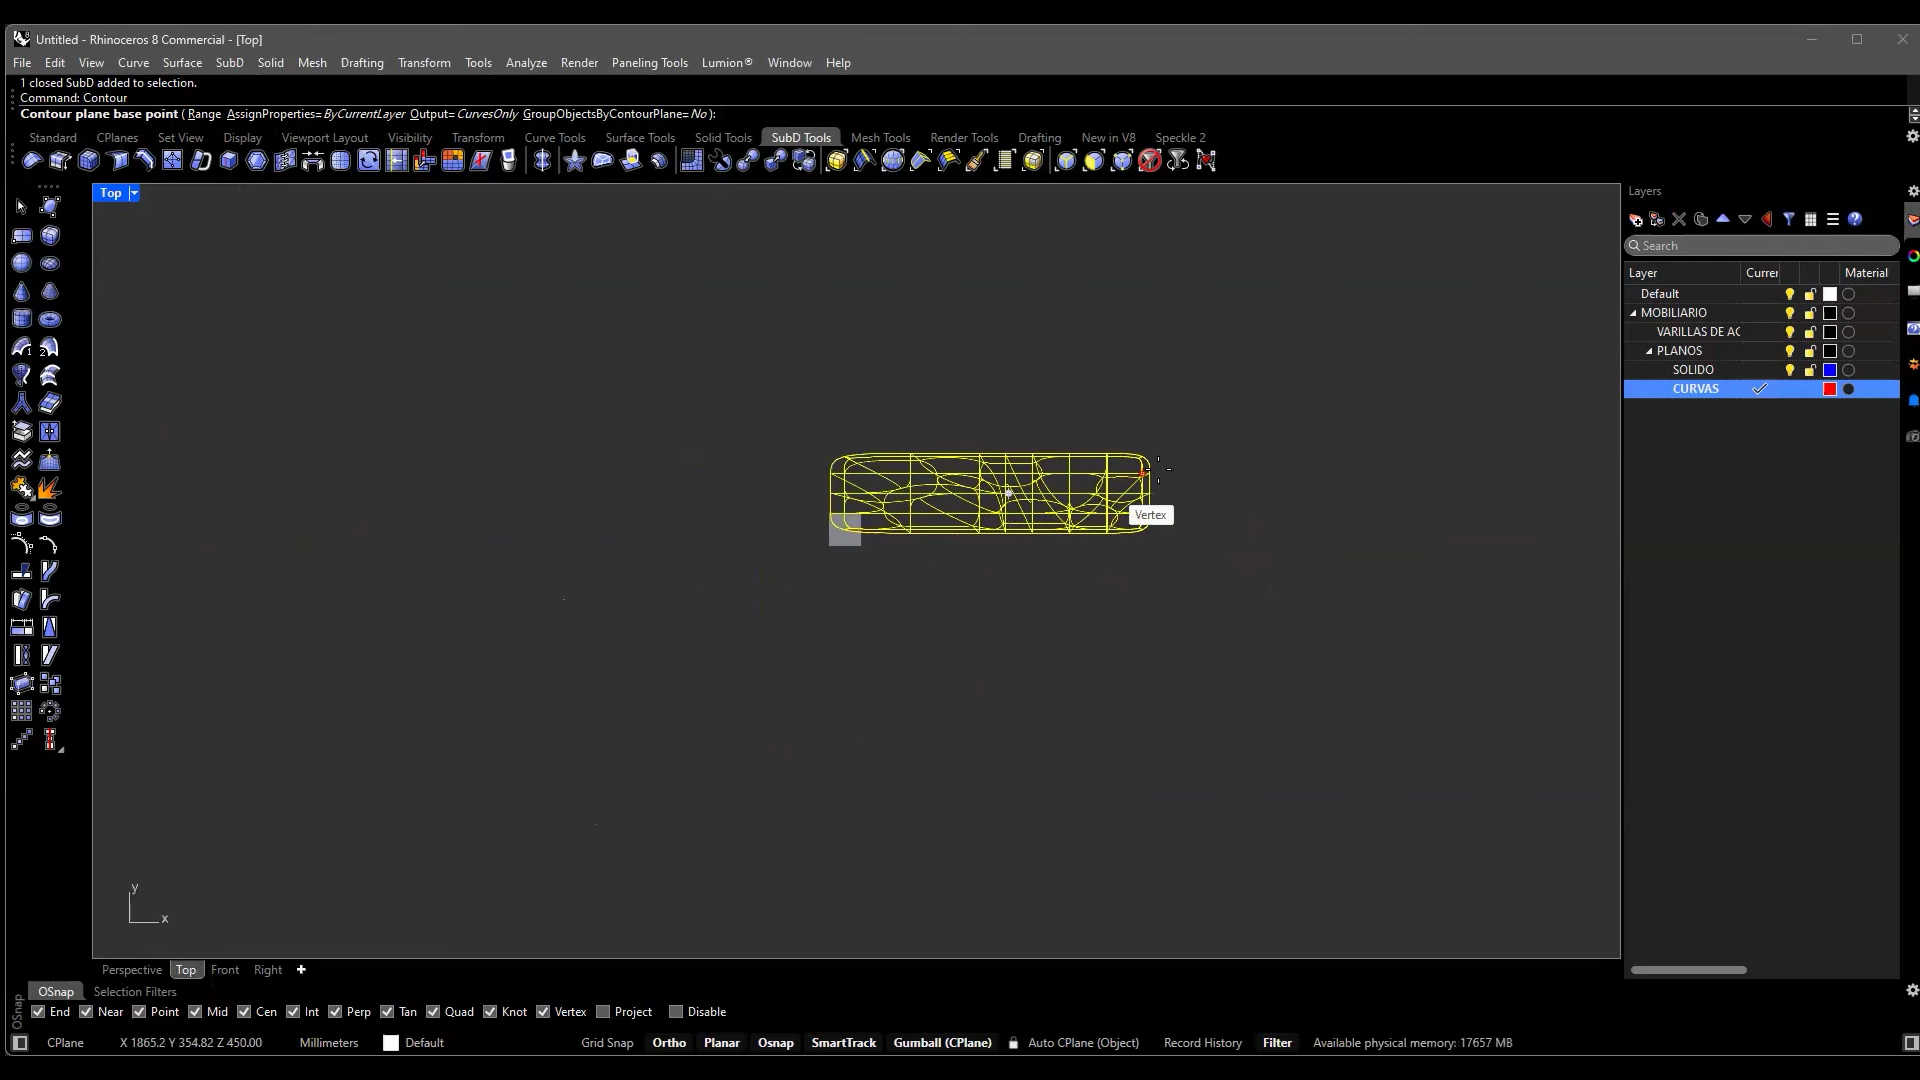 Untitled - Rhinoceros 8 Commercial - [Top]
File Edit View Curve Surface SubD Solid Mesh Drafting Transform Tools Analyze Render Paneling Tools Lumion® Window Help
1 closed SubD added to selection.
Command: Contour
Contour plane base point ( Range AssignProperties=ByCurrentLayer Output=CurvesOnly GroupObjectsByContourPlane=No ):
Standard CPlanes Set View Display Viewport Layout Visibility Transform Curve Tools Surface Tools Solid Tools SubD Tools Mesh Tools Render Tools Drafting New in V8 Speckle 2
Top
Layers
Search
Layer Currer Material
Default
MOBILIARIO
VARILLAS DE AC
PLANOS
SOLIDO
CURVAS
Vertex
y
x
Perspective Top Front Right
OSnap Selection Filters
OSnap
End Near Point Mid Cen Int Perp Tan Quad Knot Vertex Project Disable
CPlane X 1865.2 Y 354.82 Z 450.00 Millimeters Default Grid Snap Ortho Planar Osnap SmartTrack Gumball (CPlane) Auto CPlane (Object) Record History Filter Available physical memory: 17657 MB